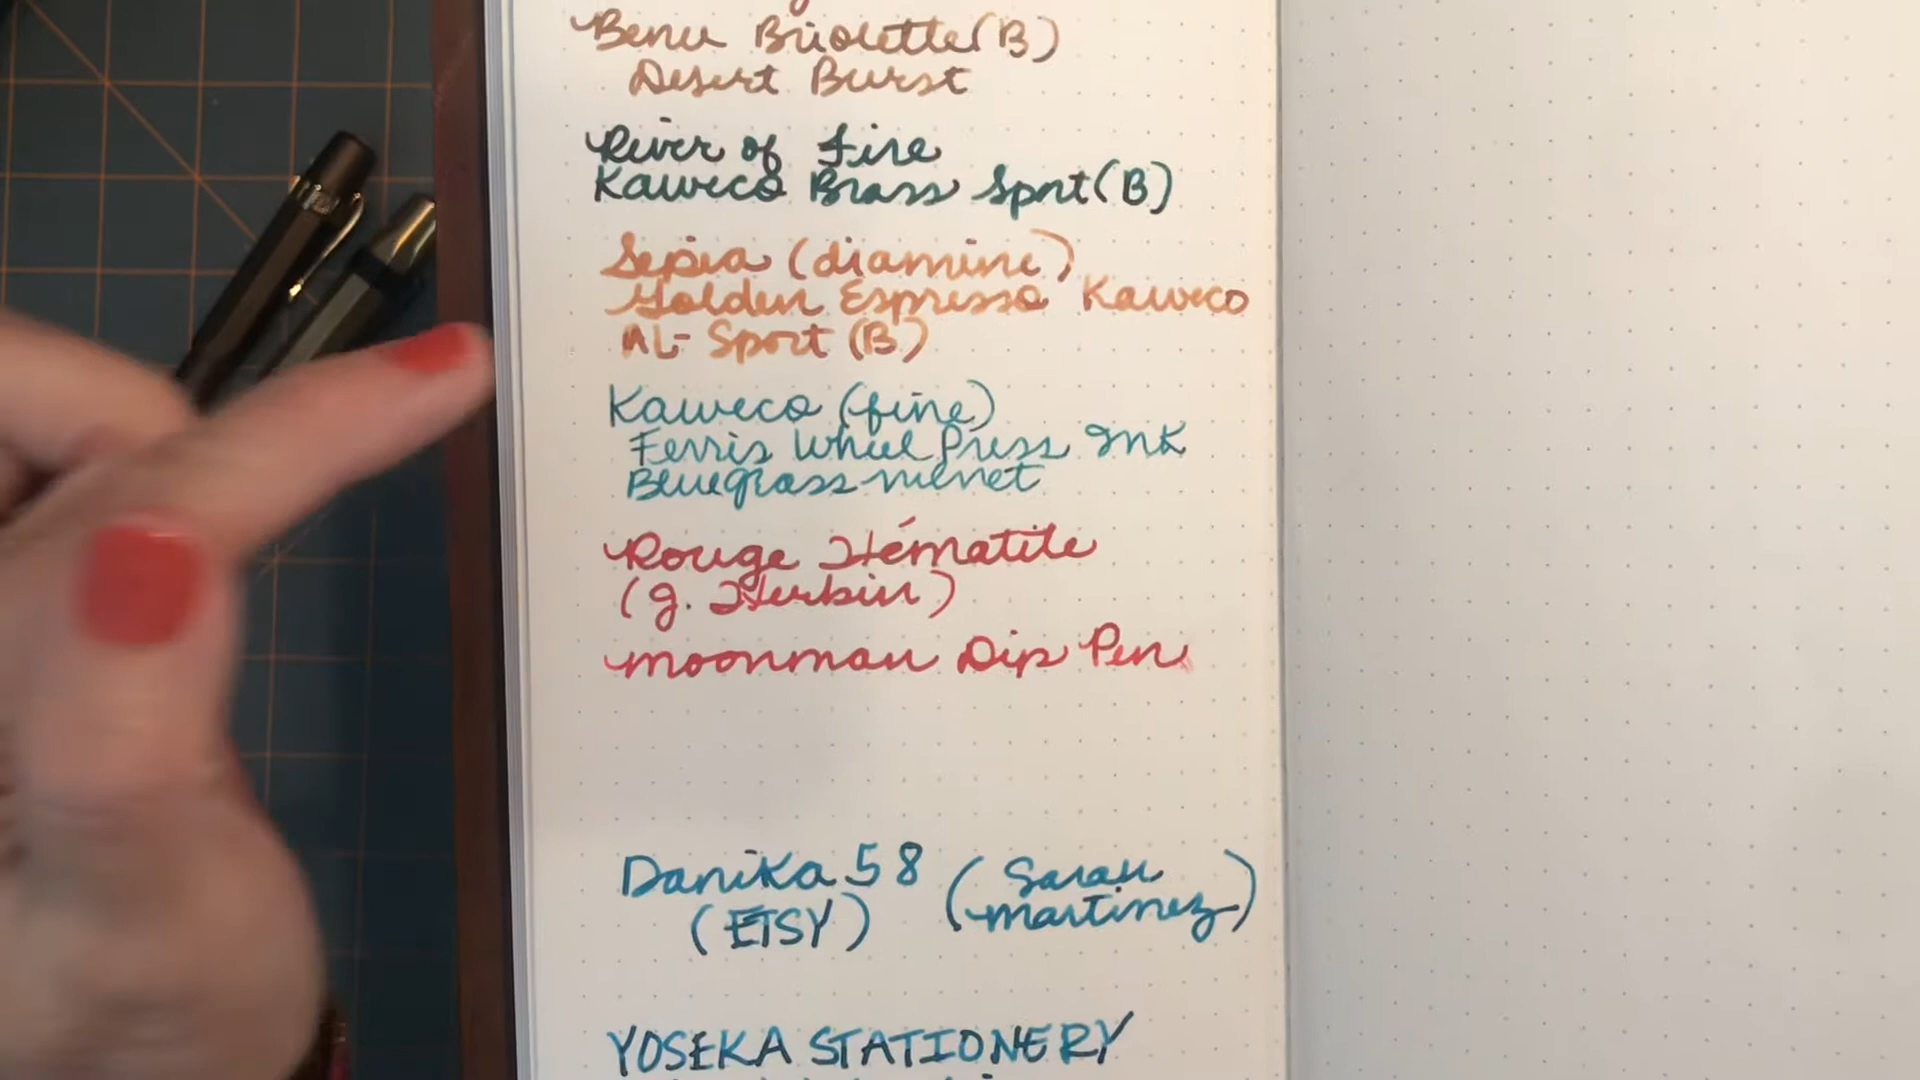 Benu Briolette (B)
Desert Burst
River of Fire
Kaweco Brass Sport (B)
Sepia (diamine)
Golden Espresso Kaweco
AL-Sport (B)
Kaweco (fine)
Ferris Wheel Press Ink
Bluegrass
Rouge Hématite
(J. Herbin)
moonman Dip Pen
Danika 58
(ETSY)
(Sarah
martinez)
YOSEKA STATIONERY